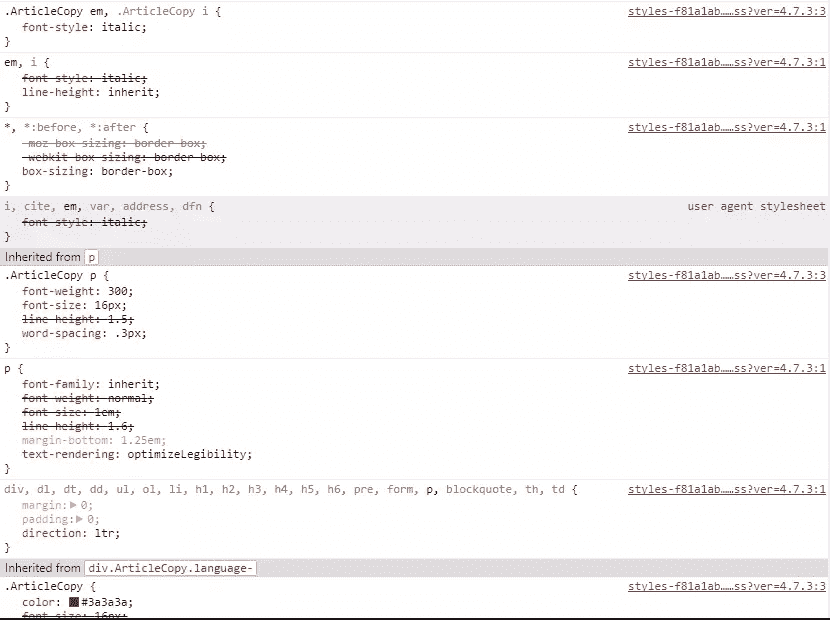 .ArticleCopy em, .ArticleCopy i { styles-f81a1ab……ss?ver=4.7.3:3
font-style: italic;
}
em, i { styles-f81a1ab……ss?ver=4.7.3:1
font-style: italic;
line-height: inherit;
}
*, *:before, *:after { styles-f81a1ab……ss?ver=4.7.3:1
-moz-box-sizing: border-box;
-webkit-box-sizing: border-box;
box-sizing: border-box;
}
i, cite, em, var, address, dfn { user agent stylesheet
font-style: italic;
}
Inherited from p
.ArticleCopy p { styles-f81a1ab……ss?ver=4.7.3:3
font-weight: 300;
font-size: 16px;
line-height: 1.5;
word-spacing: .3px;
}
p { styles-f81a1ab……ss?ver=4.7.3:1
font-family: inherit;
font-weight: normal;
font-size: 1em;
line-height: 1.6;
margin-bottom: 1.25em;
text-rendering: optimizeLegibility;
}
div, dl, dt, dd, ul, ol, li, h1, h2, h3, h4, h5, h6, pre, form, p, blockquote, th, td { styles-f81a1ab……ss?ver=4.7.3:1
margin:▶0;
padding:▶0;
direction: ltr;
}
Inherited from div.ArticleCopy.language-
.ArticleCopy { styles-f81a1ab……ss?ver=4.7.3:3
color: #3a3a3a;
font-size: 16px;